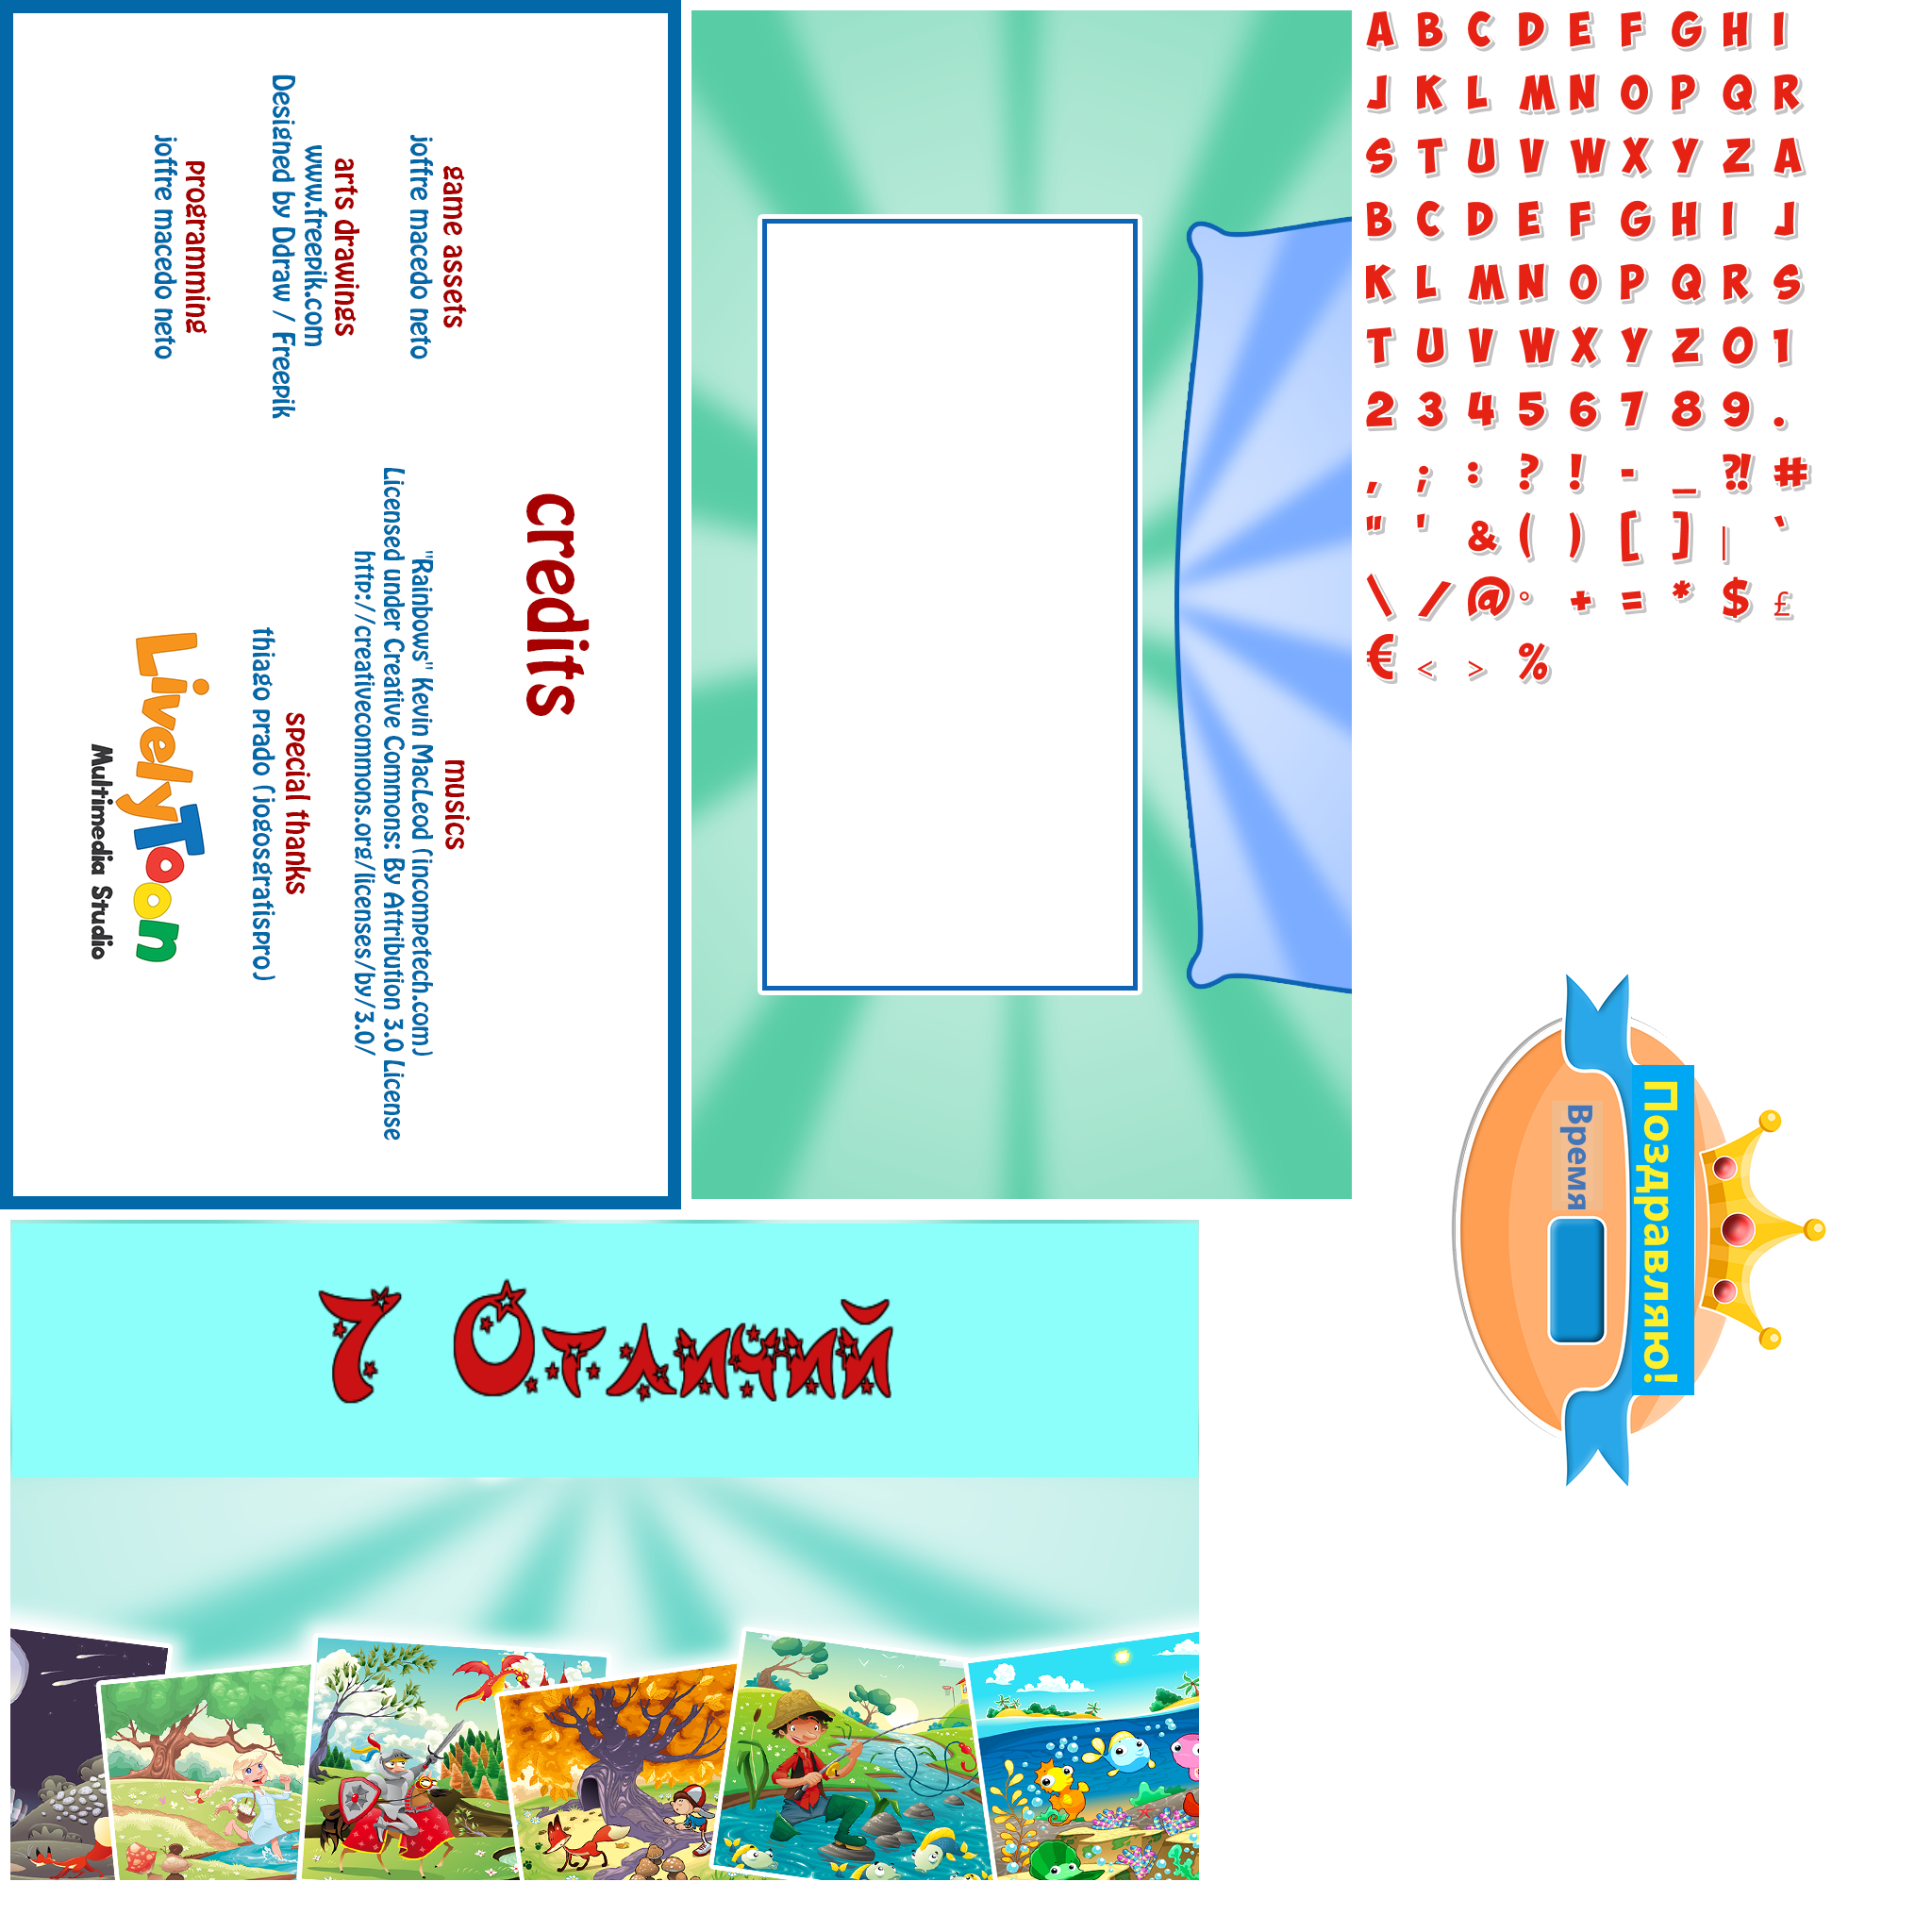 credits
game assets
joffre macedo neto
arts drawings
www.freepik.com
Designed by Ddraw / Freepik
programming
joffre macedo neto
musics
"Rainbows" Kevin MacLeod (incompetech.com)
Licensed under Creative Commons: By Attribution 3.0 License
http://creativecommons.org/licenses/by/3.0/
special thanks
thiago prado (jogosgratispro)
LivelyToon
Multimedia Studio
A B C D E F G H I
J K L M N O P Q R
S T U V W X Y Z A
B C D E F G H I J
K L M N O P Q R S
T U V W X Y Z 0 1
2 3 4 5 6 7 8 9 .
, ; : ? ! - _ ⁈ #
" ' & ( ) [ ] | `
\ / @ ° + = * $ £
€ < > %
Поздравляю!
Время
7 Отличий